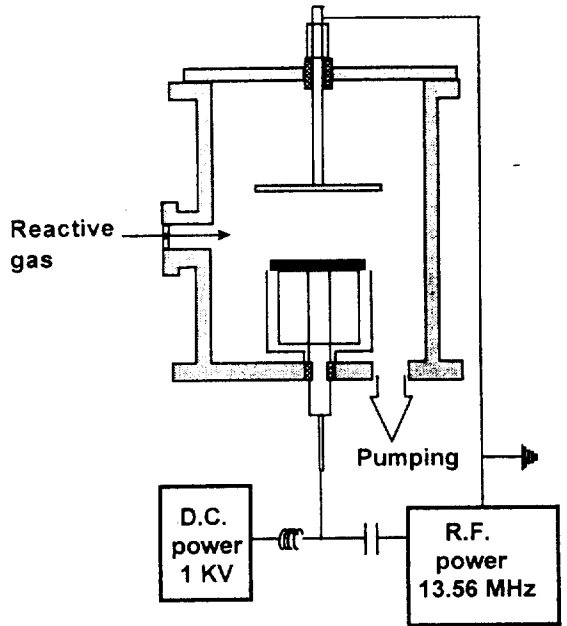 Reactive
gas
Pumping
D.C.
power
1 KV
R.F.
power
13.56 MHz